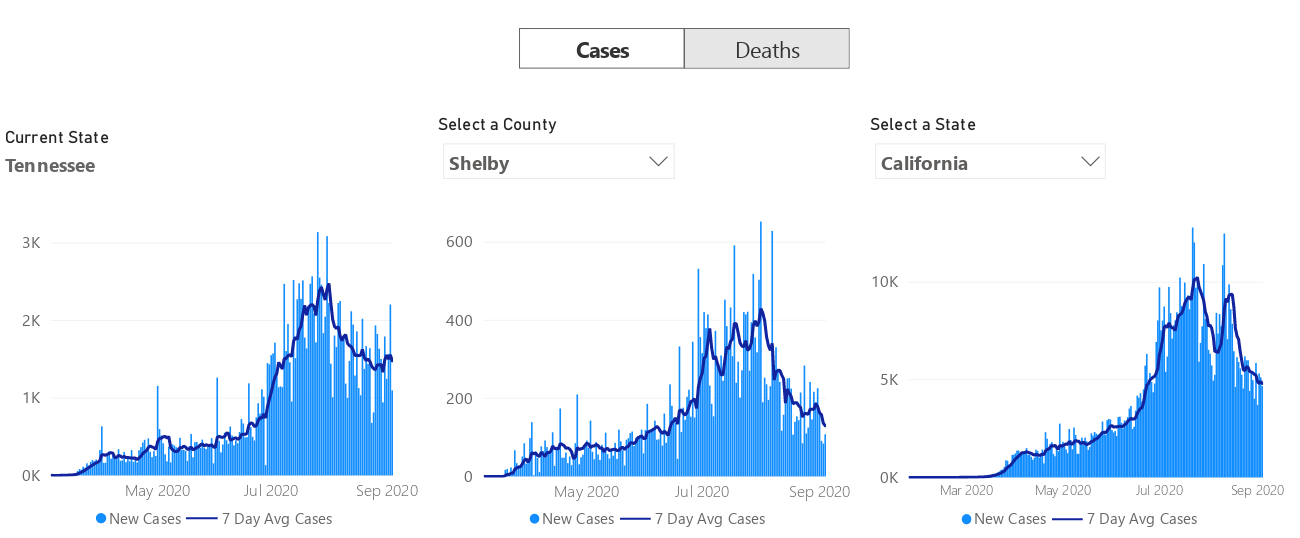 Cases Deaths
Current State
Tennessee
3K
2K
1K
0K
May 2020 Jul 2020 Sep 2020
New Cases 7 Day Avg Cases
Select a County
Shelby
600
400
200
0
May 2020 Jul 2020 Sep 2020
New Cases 7 Day Avg Cases
Select a State
California
10K
5K
0K
Mar 2020 May 2020 Jul 2020 Sep 2020
New Cases 7 Day Avg Cases